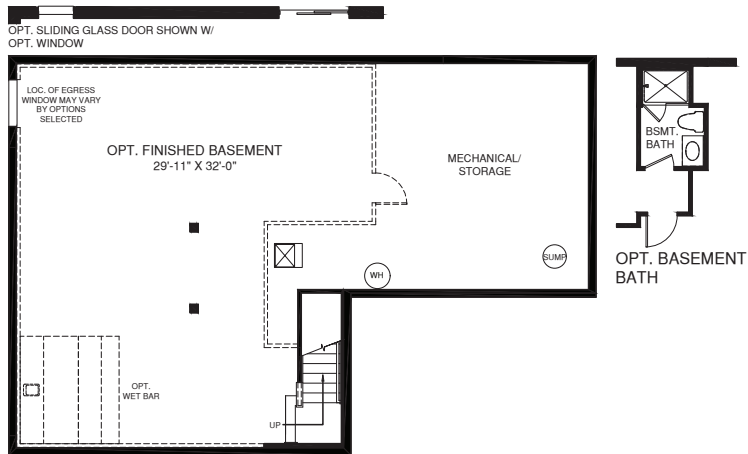 OPT. SLIDING GLASS DOOR SHOWN W/
OPT. WINDOW
LOC. OF EGRESS
WINDOW MAY VARY
BY OPTIONS
SELECTED
OPT. FINISHED BASEMENT
29'-11" X 32'-0"
MECHANICAL/
STORAGE
BSMT.
BATH
OPT. BASEMENT
BATH
SUMP
WH
OPT.
WET BAR
UP